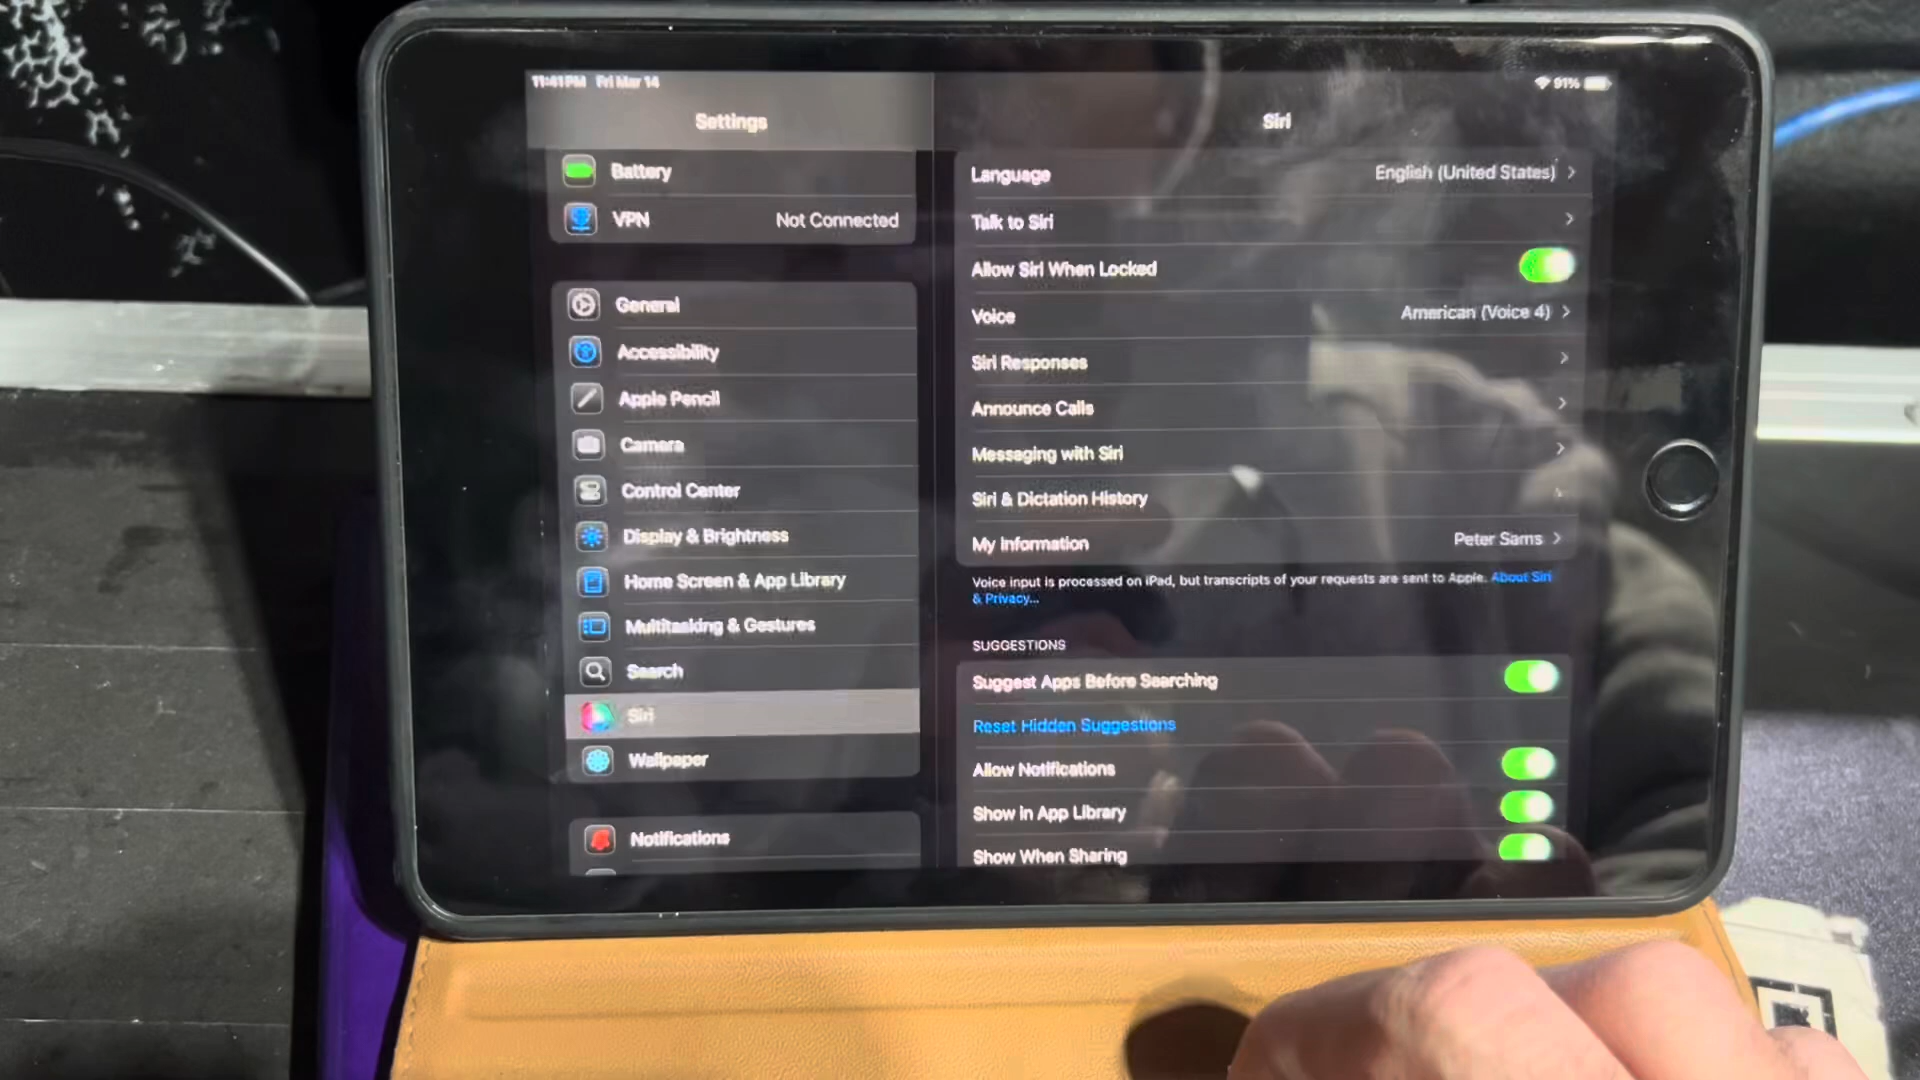 11:41 PM Fri Mar 14
91%
Settings
Siri
Battery
VPN Not Connected
General
Accessibility
Apple Pencil
Camera
Control Center
Display & Brightness
Home Screen & App Library
Multitasking & Gestures
Search
Siri
Wallpaper
Notifications
Language English (United States)
Talk to Siri
Allow Siri When Locked
Voice American (Voice 4)
Siri Responses
Announce Calls
Messaging with Siri
Siri & Dictation History
My Information Peter Sams
Voice input is processed on iPad, but transcripts of your requests are sent to Apple. About Siri
& Privacy...
SUGGESTIONS
Suggest Apps Before Searching
Reset Hidden Suggestions
Allow Notifications
Show in App Library
Show When Sharing